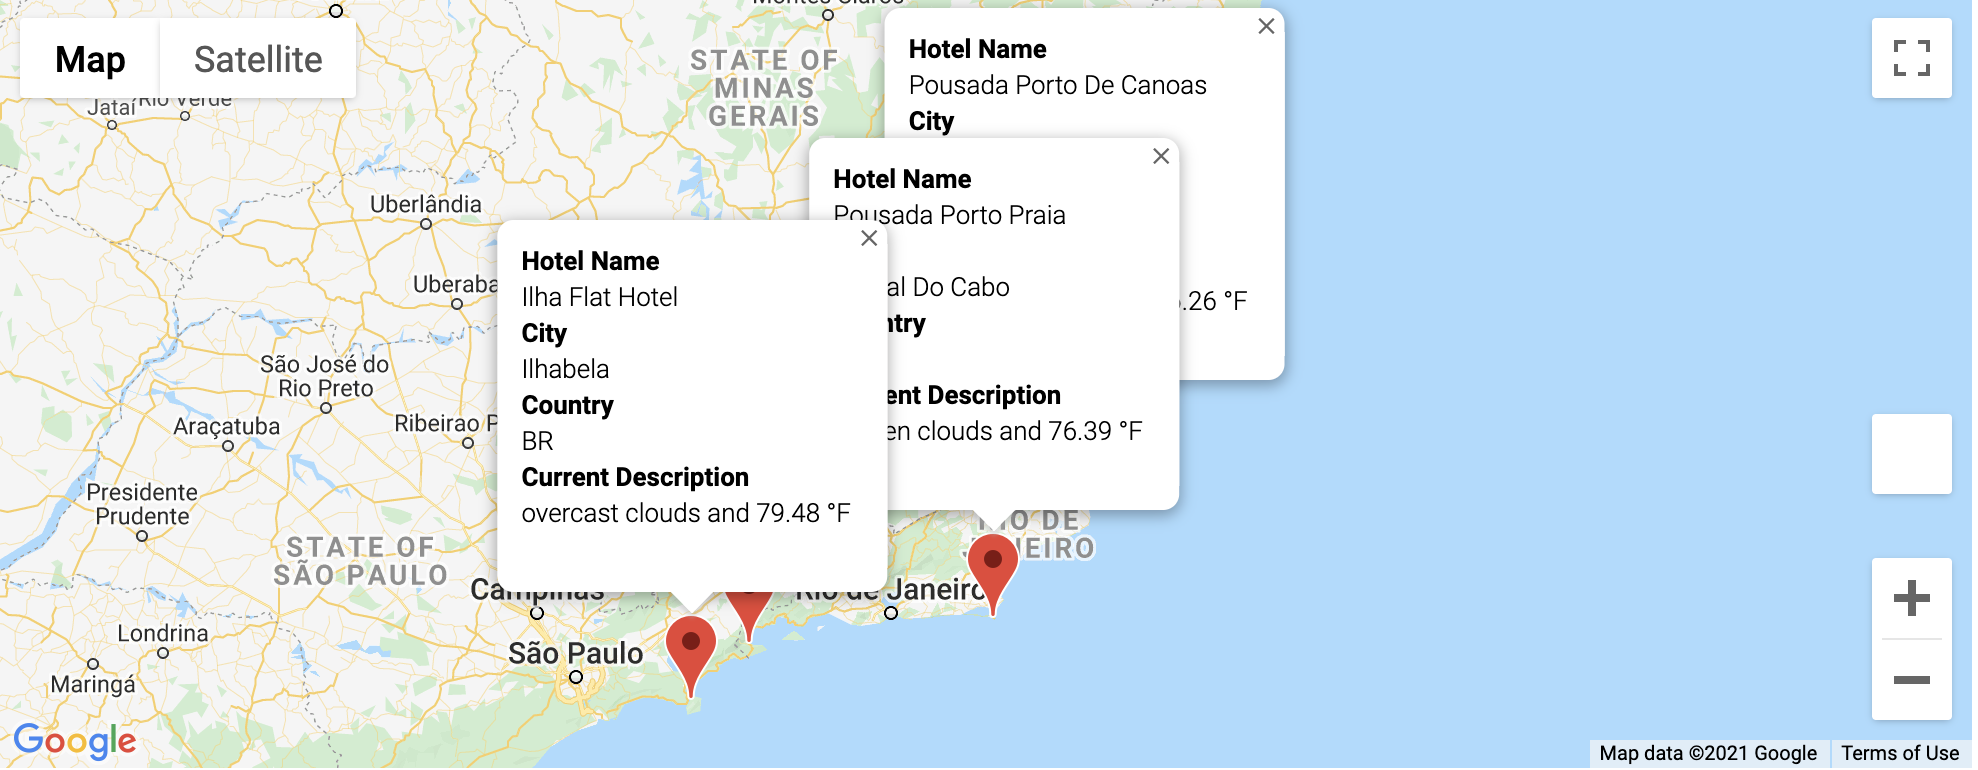 Map
Satellite
Jataí
Rio Verde
Montes Claros
STATE OF
MINAS
GERAIS
Uberlândia
Uberaba
São José do
Rio Preto
Araçatuba
Ribeirao P
Presidente
Prudente
STATE OF
SÃO PAULO
Campinas
Londrina
São Paulo
Maringá
Rio de Janeiro
RIO DE
JANEIRO
Hotel Name
Pousada Porto De Canoas
City
.26 °F
Hotel Name
Pousada Porto Praia
al Do Cabo
ntry
ent Description
en clouds and 76.39 °F
Hotel Name
Ilha Flat Hotel
City
Ilhabela
Country
BR
Current Description
overcast clouds and 79.48 °F
Google
Map data ©2021 Google
Terms of Use